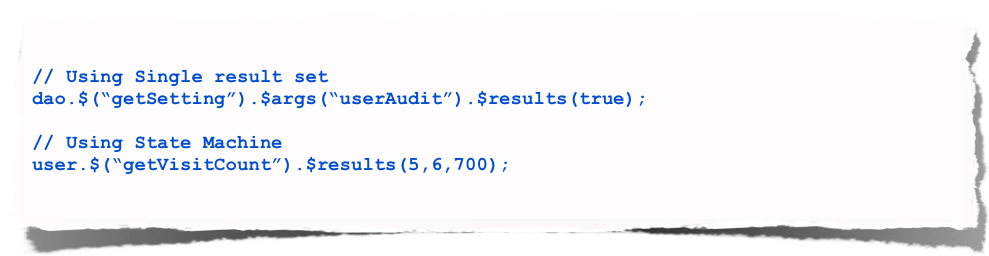 // Using Single result set
dao.$(“getSetting”).$args(“userAudit”).$results(true);
// Using State Machine
user.$(“getVisitCount”).$results(5,6,700);